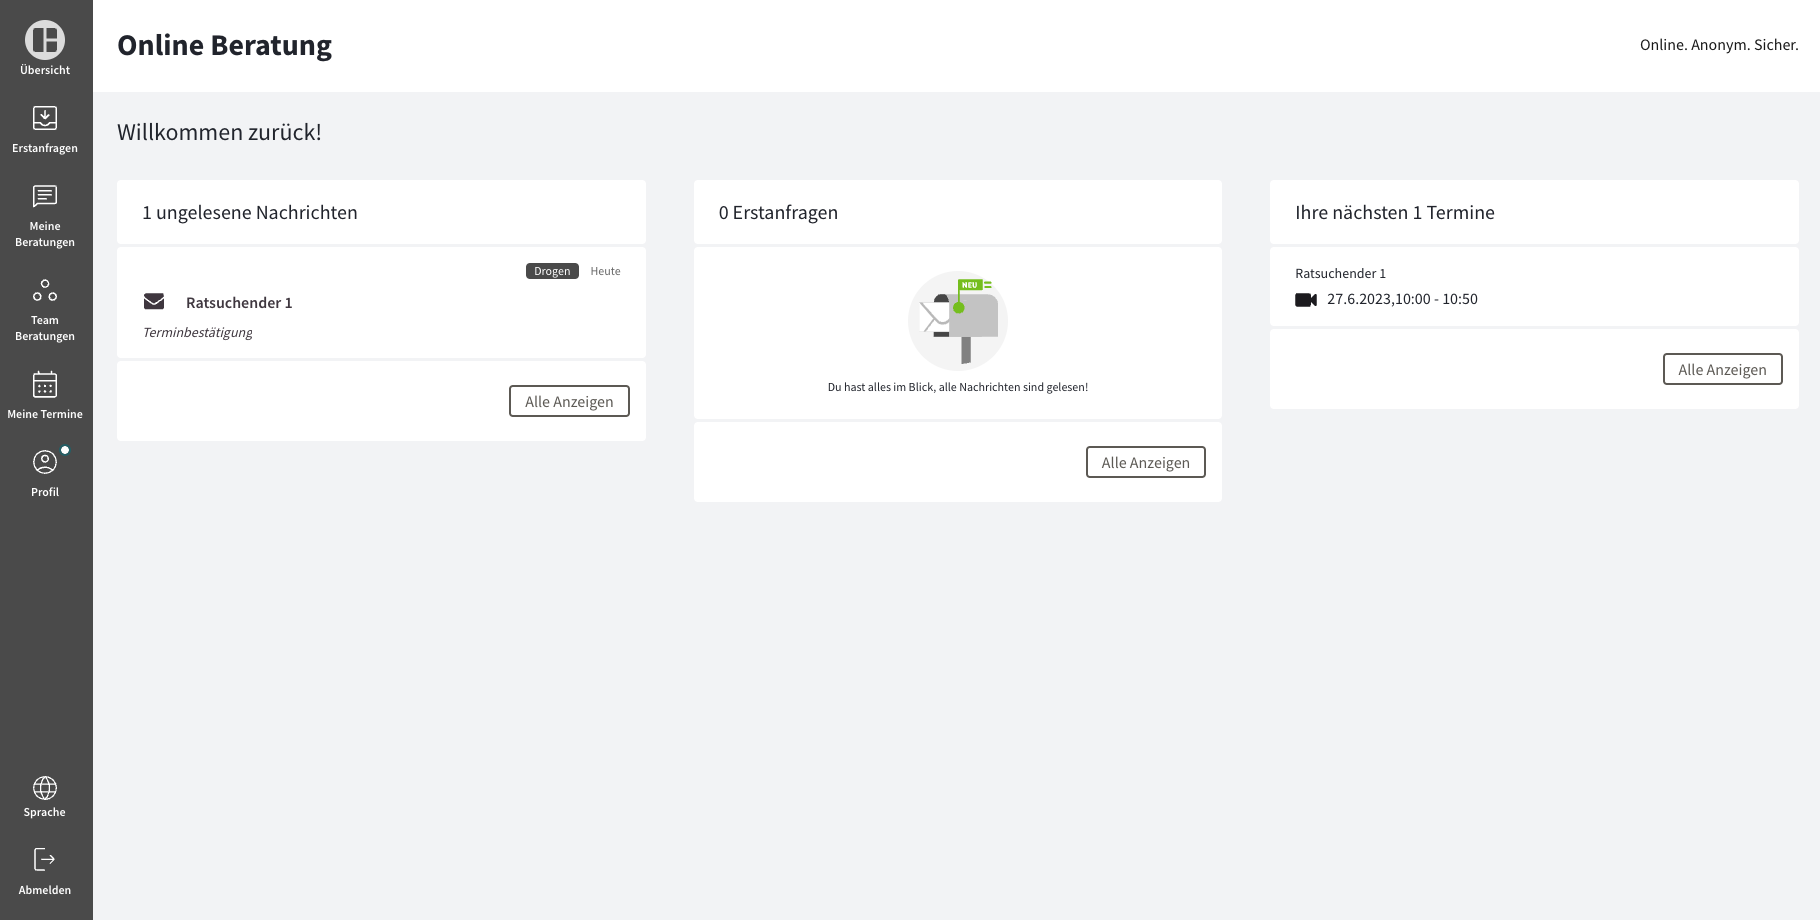 Übersicht
Erstanfragen
Meine
Beratungen
Team
Beratungen
Meine Termine
Profil
Sprache
Abmelden
Online Beratung
Online. Anonym. Sicher.
Willkommen zurück!
1 ungelesene Nachrichten
Drogen Heute
Ratsuchender 1
Terminbestätigung
Alle Anzeigen
0 Erstanfragen
NEU
Du hast alles im Blick, alle Nachrichten sind gelesen!
Alle Anzeigen
Ihre nächsten 1 Termine
Ratsuchender 1
27.6.2023,10:00 - 10:50
Alle Anzeigen